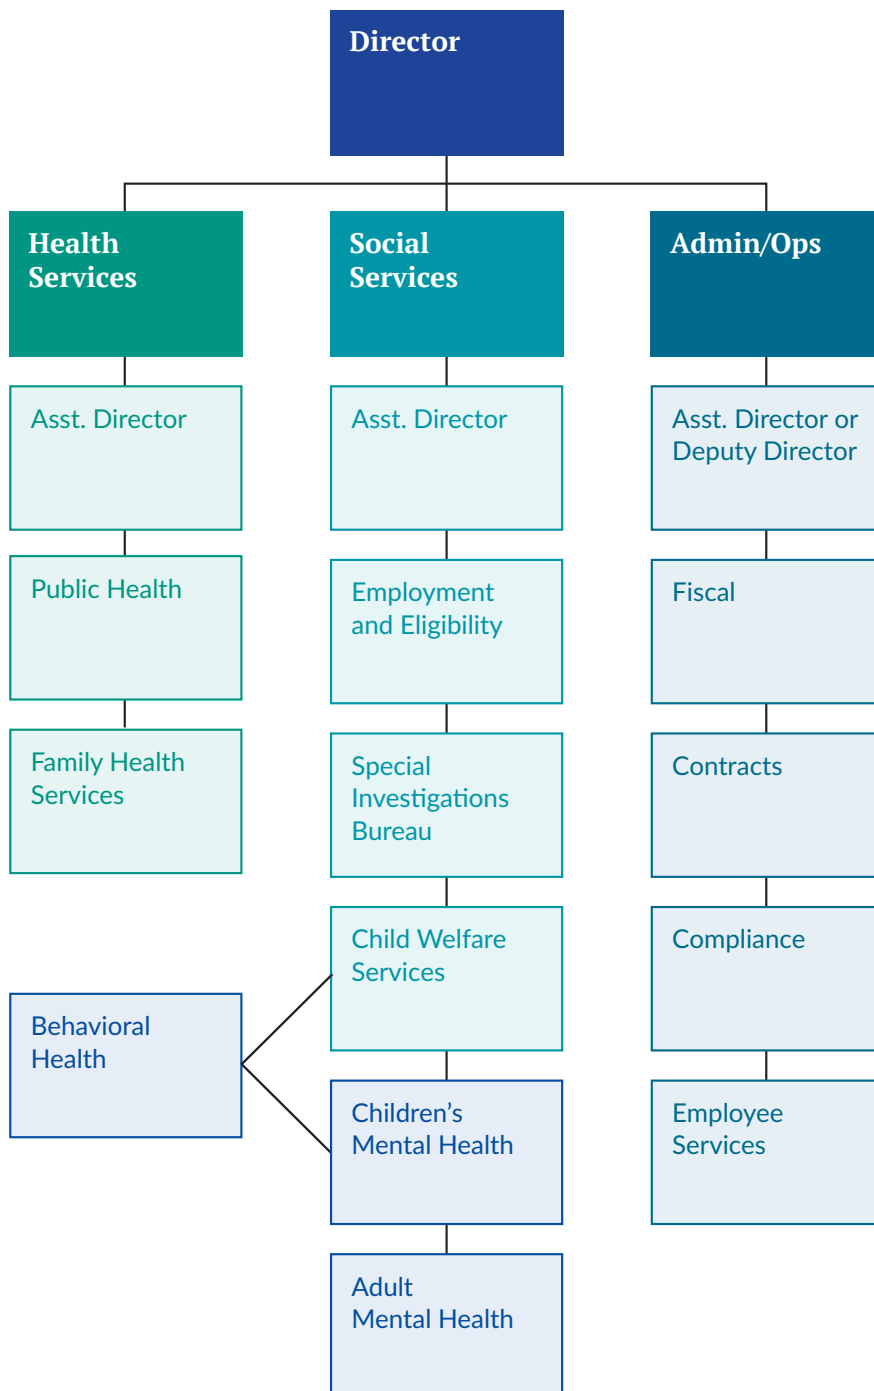 Director
Health
Services
Social
Services
Admin/Ops
Asst. Director
Asst. Director
Asst. Director or
Deputy Director
Public Health
Employment
and Eligibility
Fiscal
Family Health
Services
Special
Investigations
Bureau
Contracts
Child Welfare
Services
Compliance
Behavioral
Health
Children’s
Mental Health
Employee
Services
Adult
Mental Health